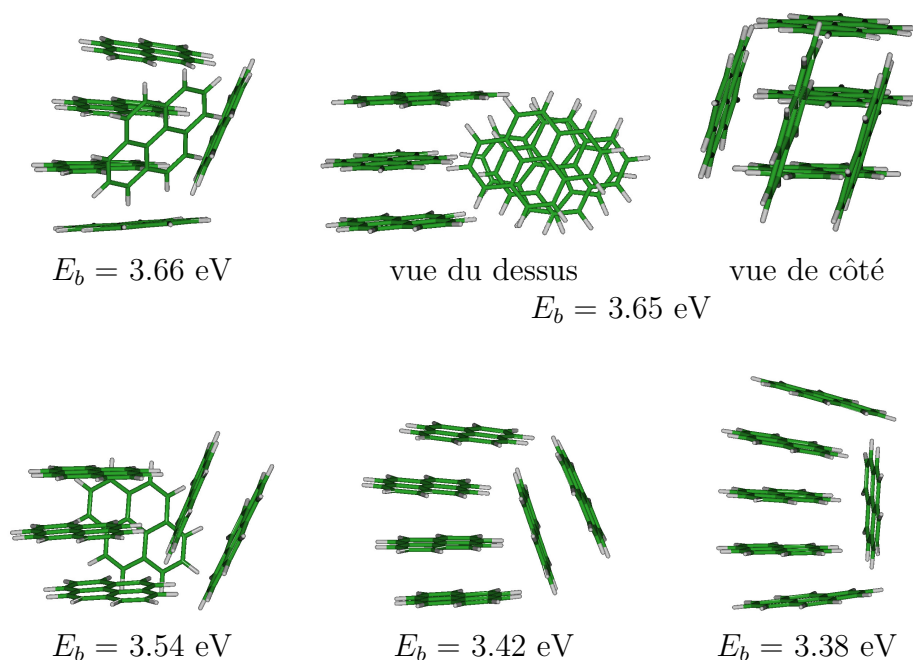 E_b = 3.66 eV
vue du dessus
vue de côté
E_b = 3.65 eV
E_b = 3.54 eV
E_b = 3.42 eV
E_b = 3.38 eV